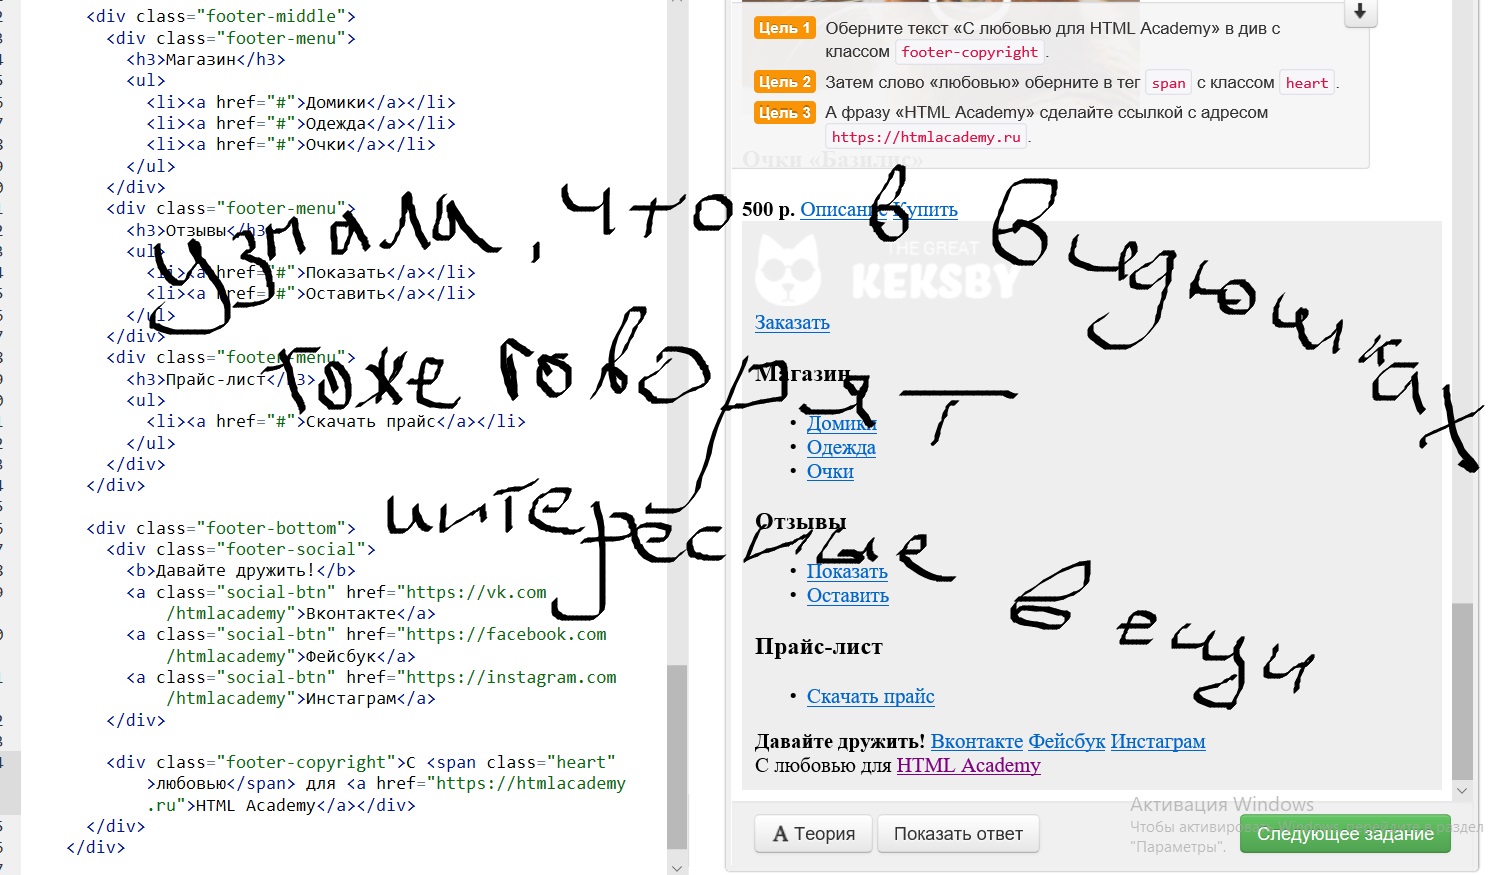 <div class="footer-middle">
<div class="footer-menu">
<h3>Магазин</h3>
<ul>
<li><a href="#">Домики</a></li>
<li><a href="#">Одежда</a></li>
<li><a href="#">Очки</a></li>
</ul>
</div>
<div class="footer-menu">
<h3>Отзывы</h3
<ul>
<li><a href="#">Показать</a></li>
<li><a href="#">Оставить</a></li>
</ul>
</div>
<div class="footer-menu">
<h3>Прайс-лист</h3>
<ul>
<li><a href="#">Скачать прайс</a></li>
</ul>
</div>
</div>
<div class="footer-bottom">
<div class="footer-social">
<b>Давайте дружить!</b>
<a class="social-btn" href="https://vk.com
/htmlacademy">Вконтакте</a>
<a class="social-btn" href="https://facebook.com
/htmlacademy">Фейсбук</a>
<a class="social-btn" href="https://instagram.com
/htmlacademy">Инстаграм</a>
</div>
<div class="footer-copyright">С <span class="heart"
>любовью</span> для <a href="https://htmlacademy
.ru">HTML Academy</a></div>
</div>
</div>
Цель 1 Оберните текст «С любовью для HTML Academy» в див с
классом footer-copyright.
Цель 2 Затем слово «любовью» оберните в тег span с классом heart.
Цель 3 А фразу «HTML Academy» сделайте ссылкой с адресом
https://htmlacademy.ru.
Очки «Базилис»
500 р. Описание Купить
THE GREAT
KEKSBY
Заказать
Магазин
• Домики
• Одежда
• Очки
Отзывы
• Показать
• Оставить
Прайс-лист
• Скачать прайс
Давайте дружить! Вконтакте Фейсбук Инстаграм
С любовью для HTML Academy
Теория
Показать ответ
Следующее задание
Активация Windows
Чтобы активировать Windows, раздел
"Параметры".
узнала, что в видюшках
тоже говорят
интересные вещи